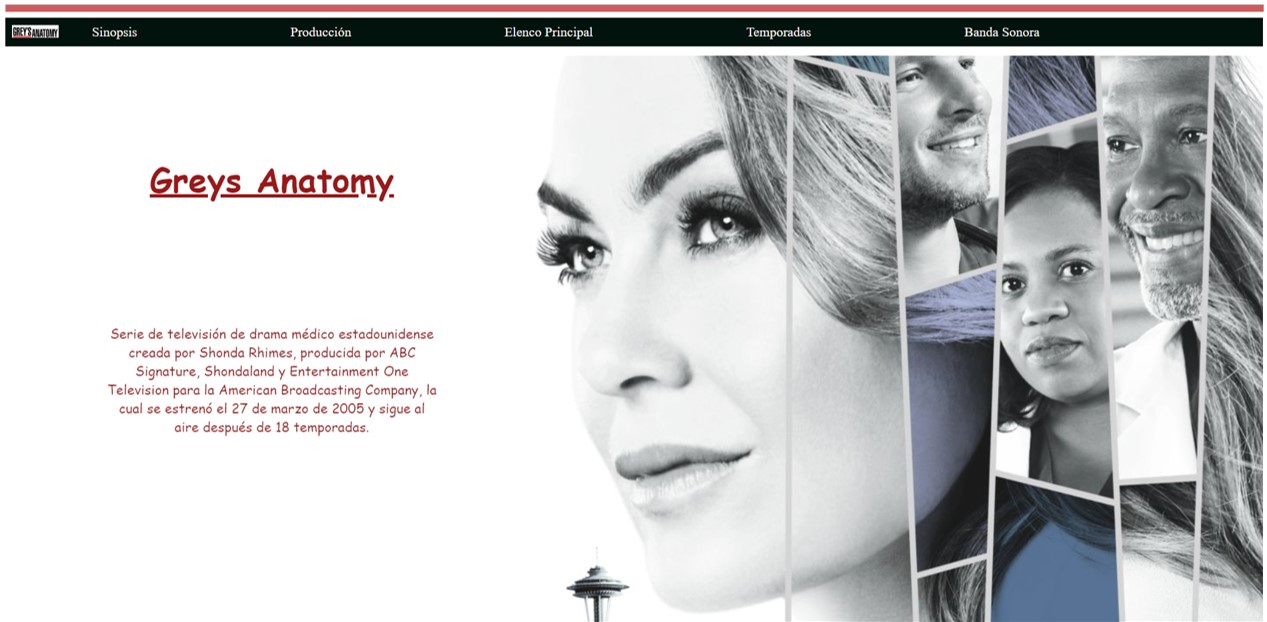 GREY'S ANATOMY
Sinopsis
Producción
Elenco Principal
Temporadas
Banda Sonora
Greys Anatomy
Serie de televisión de drama médico estadounidense
creada por Shonda Rhimes, producida por ABC
Signature, Shondaland y Entertainment One
Television para la American Broadcasting Company, la
cual se estrenó el 27 de marzo de 2005 y sigue al
aire después de 18 temporadas.